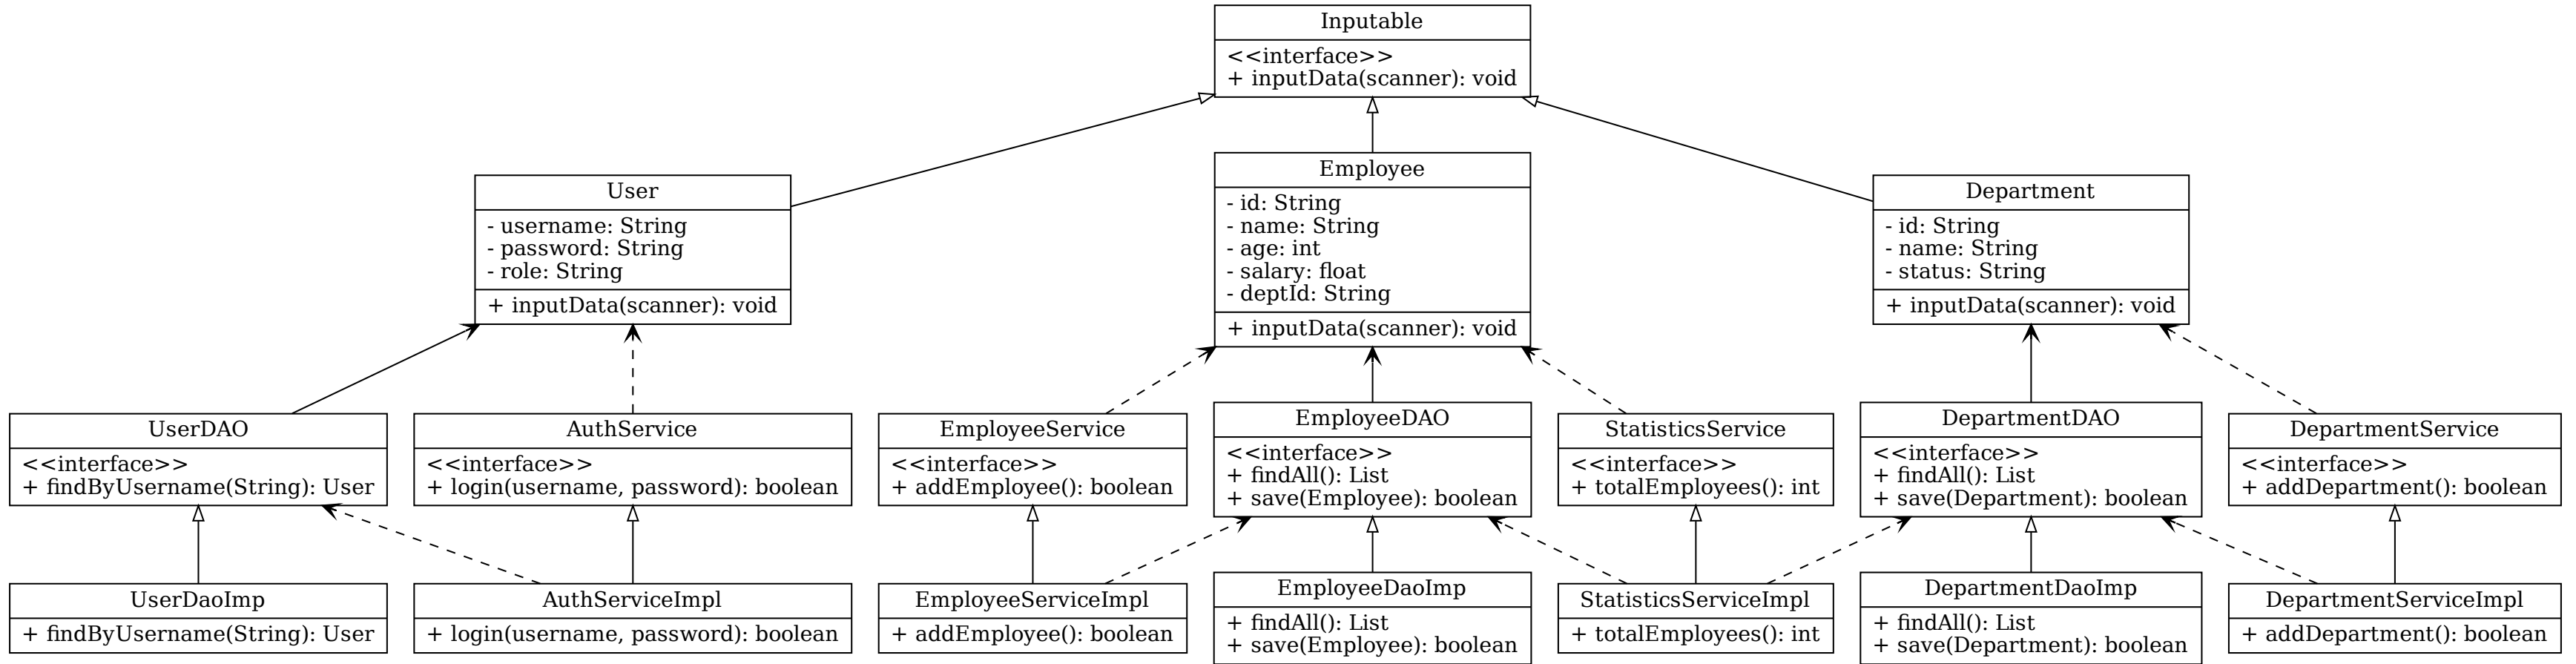 Inputable
<<interface>>
+ inputData(scanner): void
User
- username: String
- password: String
- role: String
+ inputData(scanner): void
Employee
- id: String
- name: String
- age: int
- salary: float
- deptId: String
+ inputData(scanner): void
Department
- id: String
- name: String
- status: String
+ inputData(scanner): void
UserDAO
<<interface>>
+ findByUsername(String): User
AuthService
<<interface>>
+ login(username, password): boolean
EmployeeService
<<interface>>
+ addEmployee(): boolean
EmployeeDAO
<<interface>>
+ findAll(): List
+ save(Employee): boolean
StatisticsService
<<interface>>
+ totalEmployees(): int
DepartmentDAO
<<interface>>
+ findAll(): List
+ save(Department): boolean
DepartmentService
<<interface>>
+ addDepartment(): boolean
UserDaoImp
+ findByUsername(String): User
AuthServiceImpl
+ login(username, password): boolean
EmployeeServiceImpl
+ addEmployee(): boolean
EmployeeDaoImp
+ findAll(): List
+ save(Employee): boolean
StatisticsServiceImpl
+ totalEmployees(): int
DepartmentDaoImp
+ findAll(): List
+ save(Department): boolean
DepartmentServiceImpl
+ addDepartment(): boolean